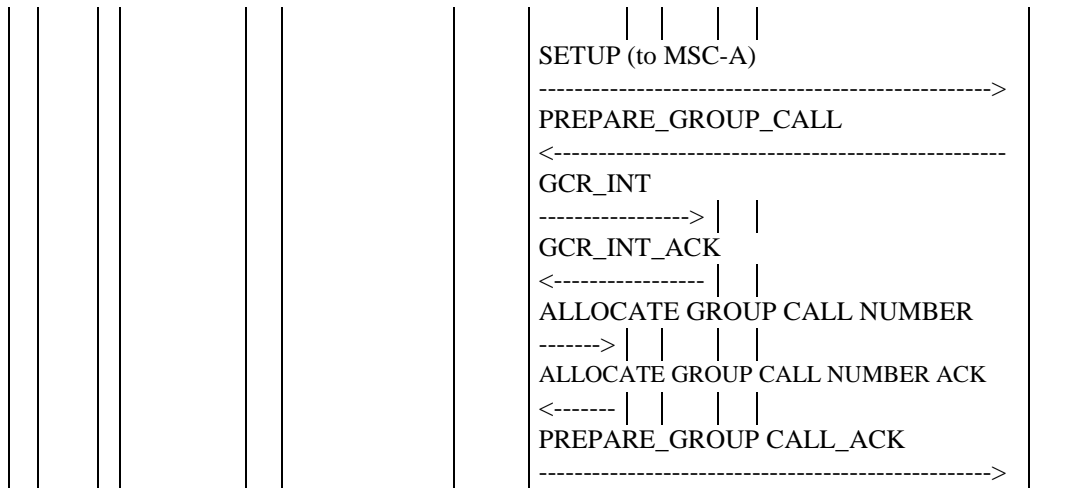 SETUP (to MSC-A)
-------------------------------------------------->
PREPARE_GROUP_CALL
<--------------------------------------------------
GCR_INT
----------------->
GCR_INT_ACK
<-----------------
ALLOCATE GROUP CALL NUMBER
------->
ALLOCATE GROUP CALL NUMBER ACK
<-------
PREPARE_GROUP CALL_ACK
-------------------------------------------------->